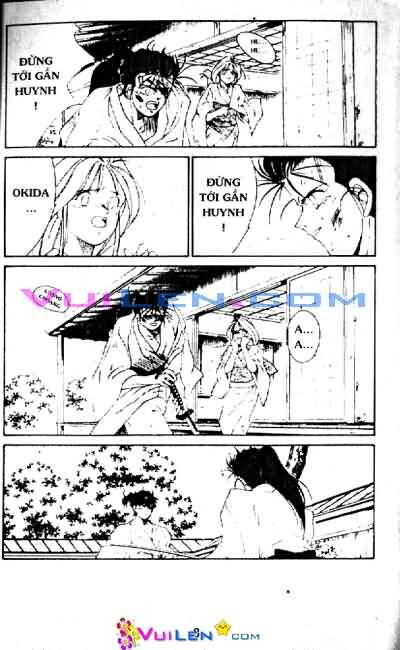 ĐỪNG
TỚI GẦN
HUYNH
!
HI...
HI..
OKIDA
...
ĐỪNG
TỚI GẦN
HUYNH
!
A...
A...
VUILEN.COM
VUILEN.COM